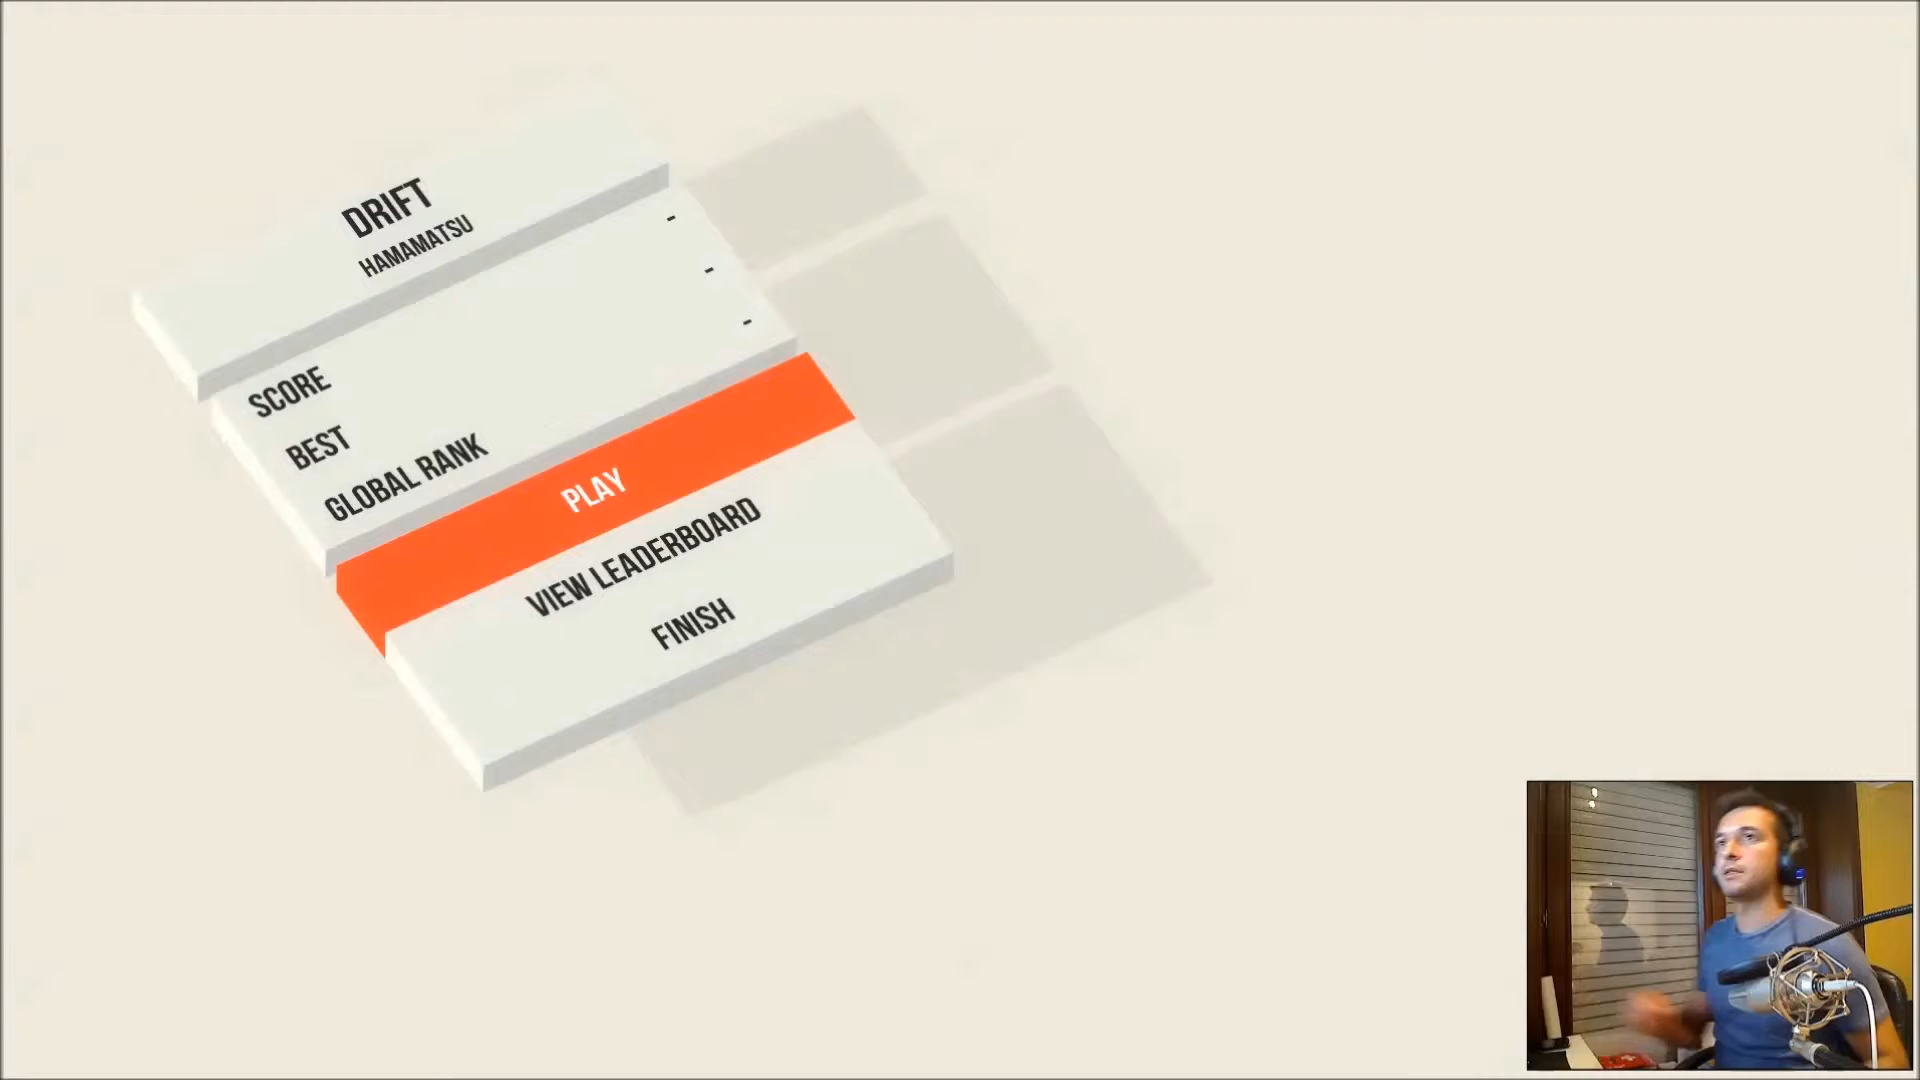 DRIFT
HAMAMATSU
SCORE -
BEST -
GLOBAL RANK -
PLAY
VIEW LEADERBOARD
FINISH